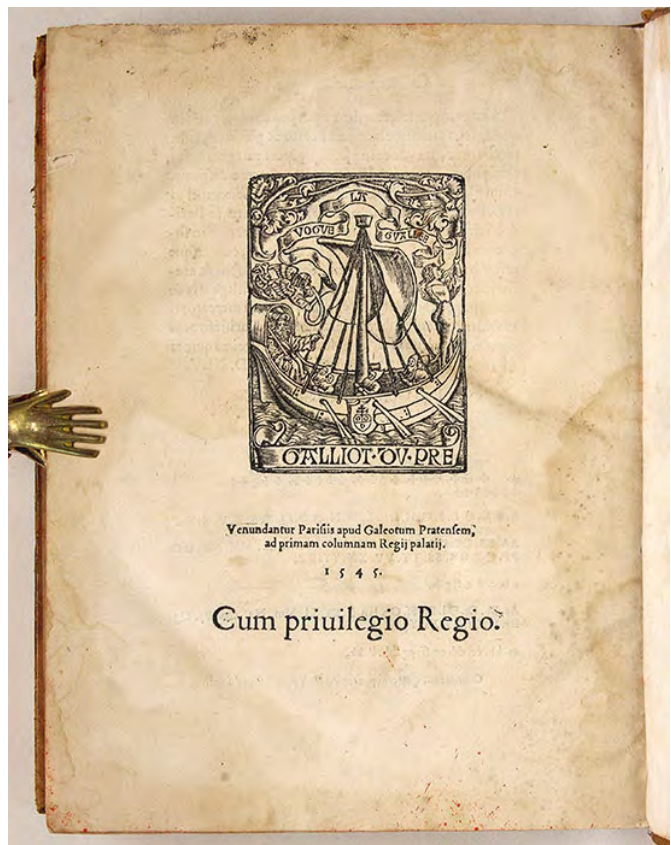 LA
VOGVE GVALEE
GALLIOT·DV·PRE
Venundantur Parisiis apud Galeotum Pratensem,
ad primam columnam Regij palatij.
1545.
Cum priuilegio Regio.